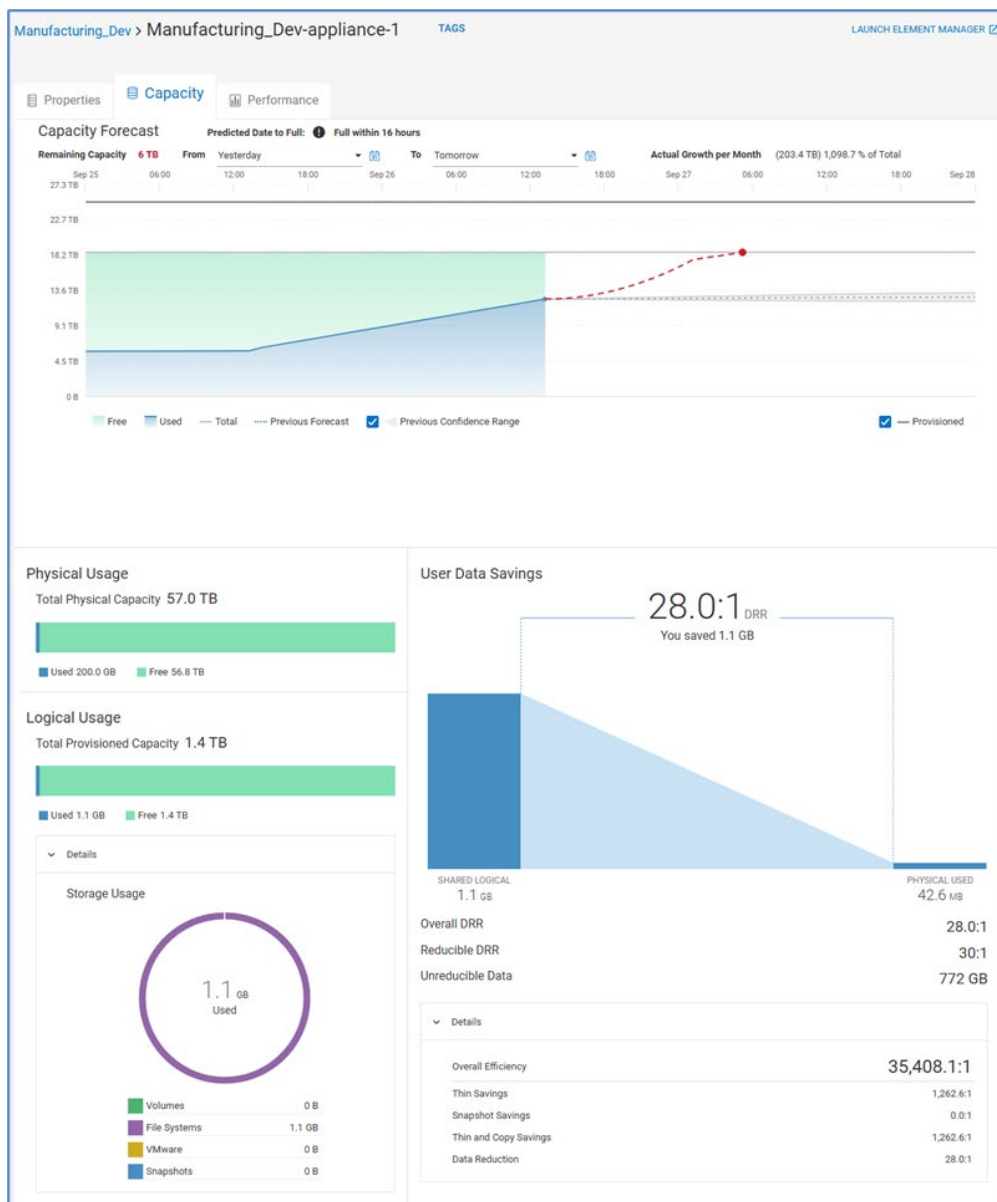 Manufacturing_Dev > Manufacturing_Dev-appliance-1 TAGS LAUNCH ELEMENT MANAGER
Properties Capacity Performance
Capacity Forecast Predicted Date to Full: Full within 16 hours
Remaining Capacity 6 TB From Yesterday To Tomorrow Actual Growth per Month (203.4 TB) 1,098.7 % of Total
Sep 25 06:00 12:00 18:00 Sep 26 06:00 12:00 18:00 Sep 27 06:00 12:00 18:00 Sep 28
27.3 TB
22.7 TB
18.2 TB
13.6 TB
9.1 TB
4.5 TB
0 B
Free Used Total Previous Forecast Previous Confidence Range Provisioned
Physical Usage
Total Physical Capacity 57.0 TB
Used 200.0 GB Free 56.8 TB
Logical Usage
Total Provisioned Capacity 1.4 TB
Used 1.1 GB Free 1.4 TB
Details
Storage Usage
1.1 GB
Used
Volumes 0 B
File Systems 1.1 GB
VMware 0 B
Snapshots 0 B
User Data Savings
28.0:1 DRR
You saved 1.1 GB
SHARED LOGICAL PHYSICAL USED
1.1 GB 42.6 MB
Overall DRR 28.0:1
Reducible DRR 30:1
Unreducible Data 772 GB
Details
Overall Efficiency 35,408.1:1
Thin Savings 1,262.6:1
Snapshot Savings 0.0:1
Thin and Copy Savings 1,262.6:1
Data Reduction 28.0:1